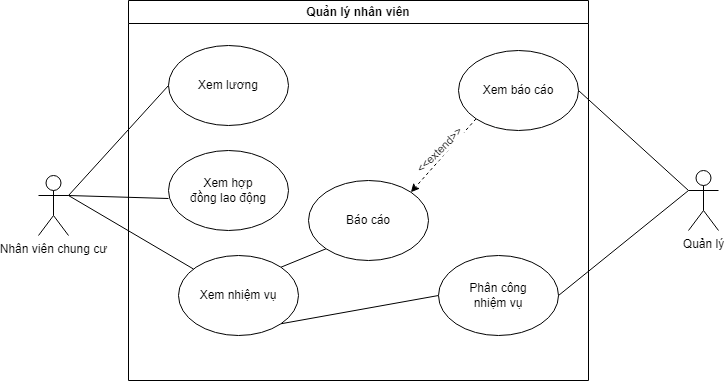 Quản lý nhân viên
Xem lương
Xem báo cáo
<<extend>>
Xem hợp
đồng lao động
Báo cáo
Nhân viên chung cư
Quản lý
Xem nhiệm vụ
Phân công
nhiệm vụ